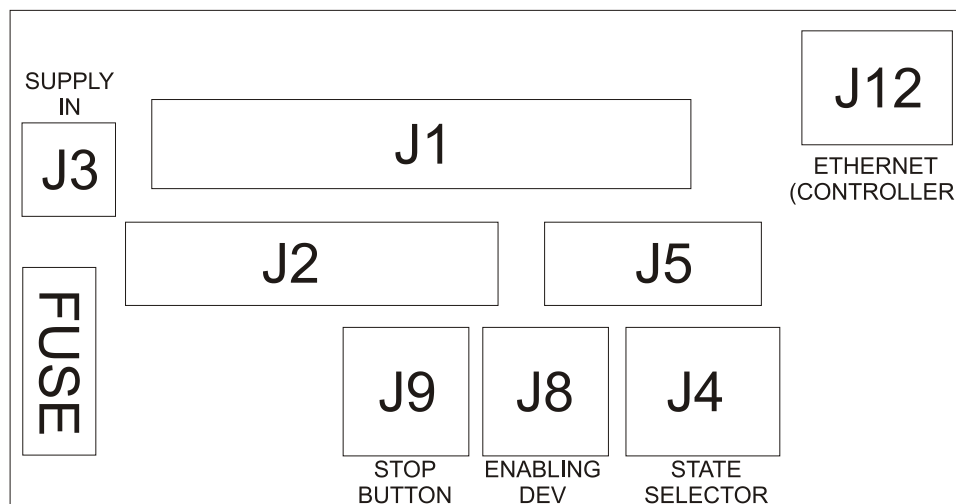 SUPPLY
IN
J3
J1
J12
ETHERNET
(CONTROLLER
J2
J5
FUSE
J9
J8
J4
STOP
BUTTON
ENABLING
DEV
STATE
SELECTOR